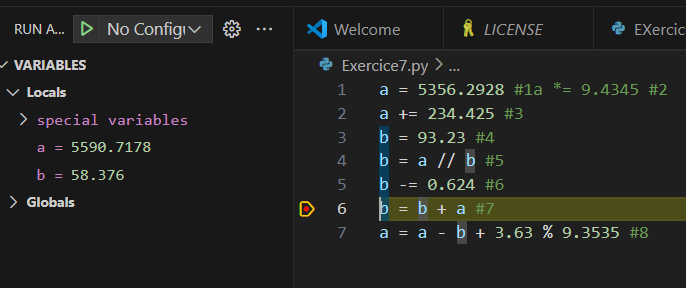 RUN A... No Configu
Welcome LICENSE EXercic
VARIABLES
Locals
special variables
a = 5590.7178
b = 58.376
Globals
Exercice7.py > ...
1 a = 5356.2928 #1a *= 9.4345 #2
2 a += 234.425 #3
3 b = 93.23 #4
4 b = a // b #5
5 b -= 0.624 #6
6 b = b + a #7
7 a = a - b + 3.63 % 9.3535 #8